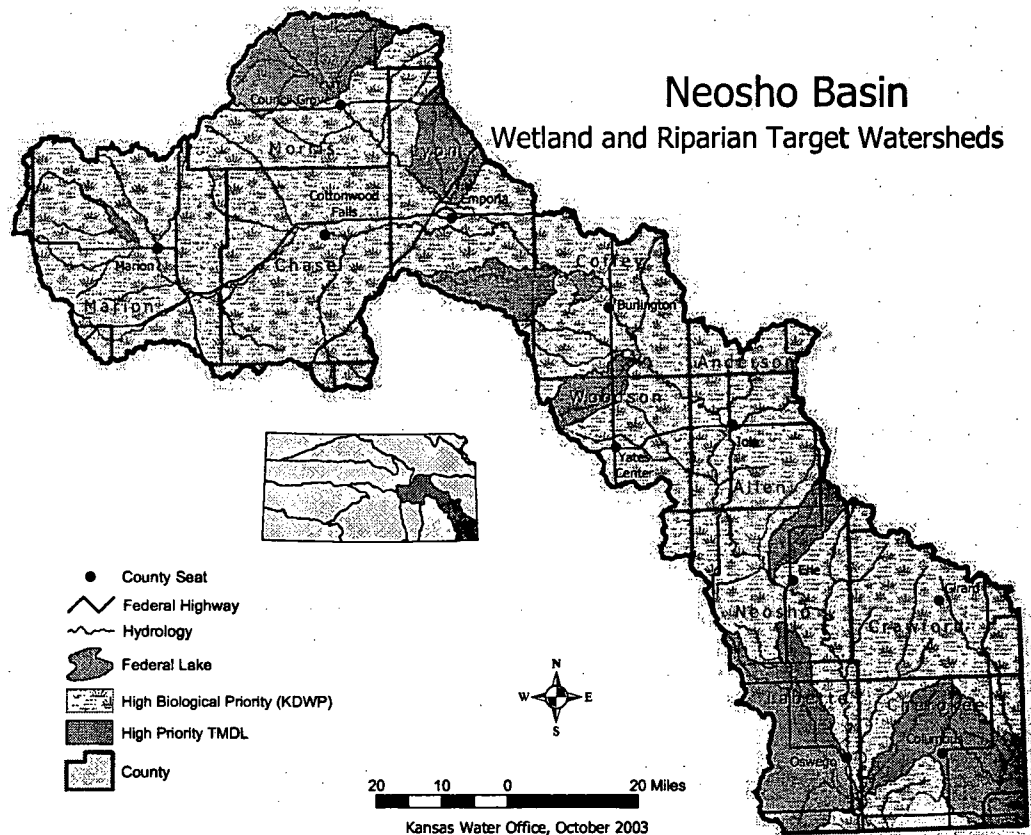 Neosho Basin
Wetland and Riparian Target Watersheds
Council Grove
Morris
Lyon
Cottonwood
Falls
Emporia
Marion
Chase
Marion
Coffey
Burlington
Anderson
Woodson
Iola
Yates
Center
Allen
Erie
Girard
Neosho
Crawford
Labette
Cherokee
Columbus
Oswego
County Seat
Federal Highway
Hydrology
Federal Lake
High Biological Priority (KDWP)
High Priority TMDL
County
N
W E
S
20 10 0 20 Miles
Kansas Water Office, October 2003